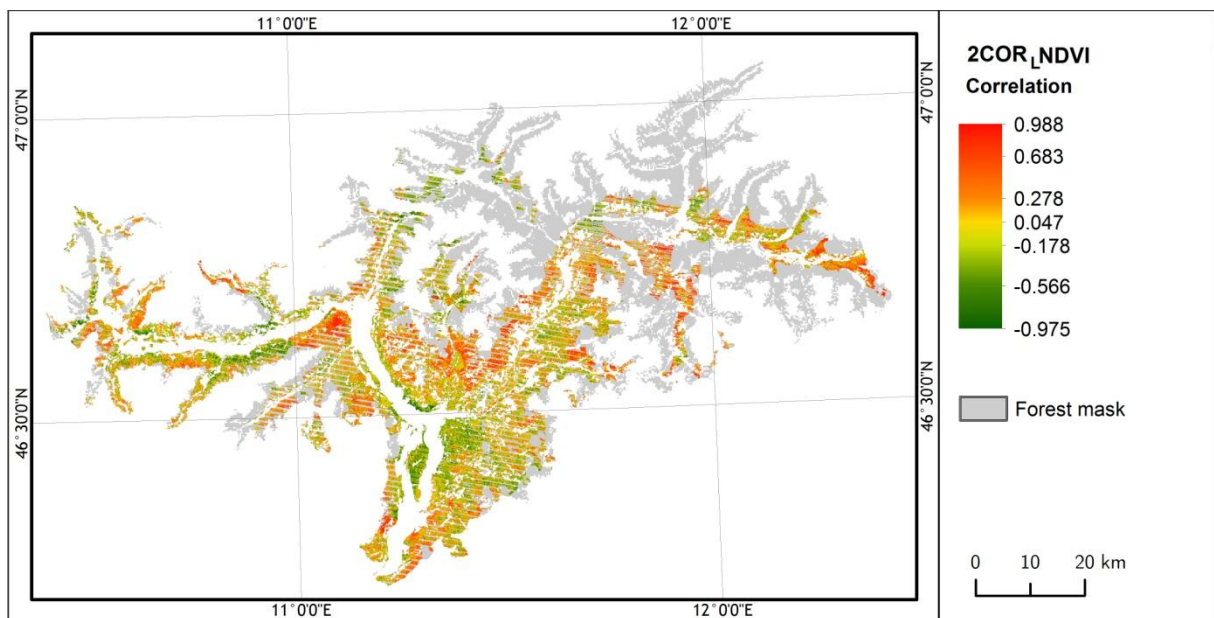 11°0'0"E 12°0'0"E
47°0'0"N 47°0'0"N
46°30'0"N 46°30'0"N
11°0'0"E 12°0'0"E
2COR_LNDVI
Correlation
0.988
0.683
0.278
0.047
-0.178
-0.566
-0.975
Forest mask
0 10 20 km